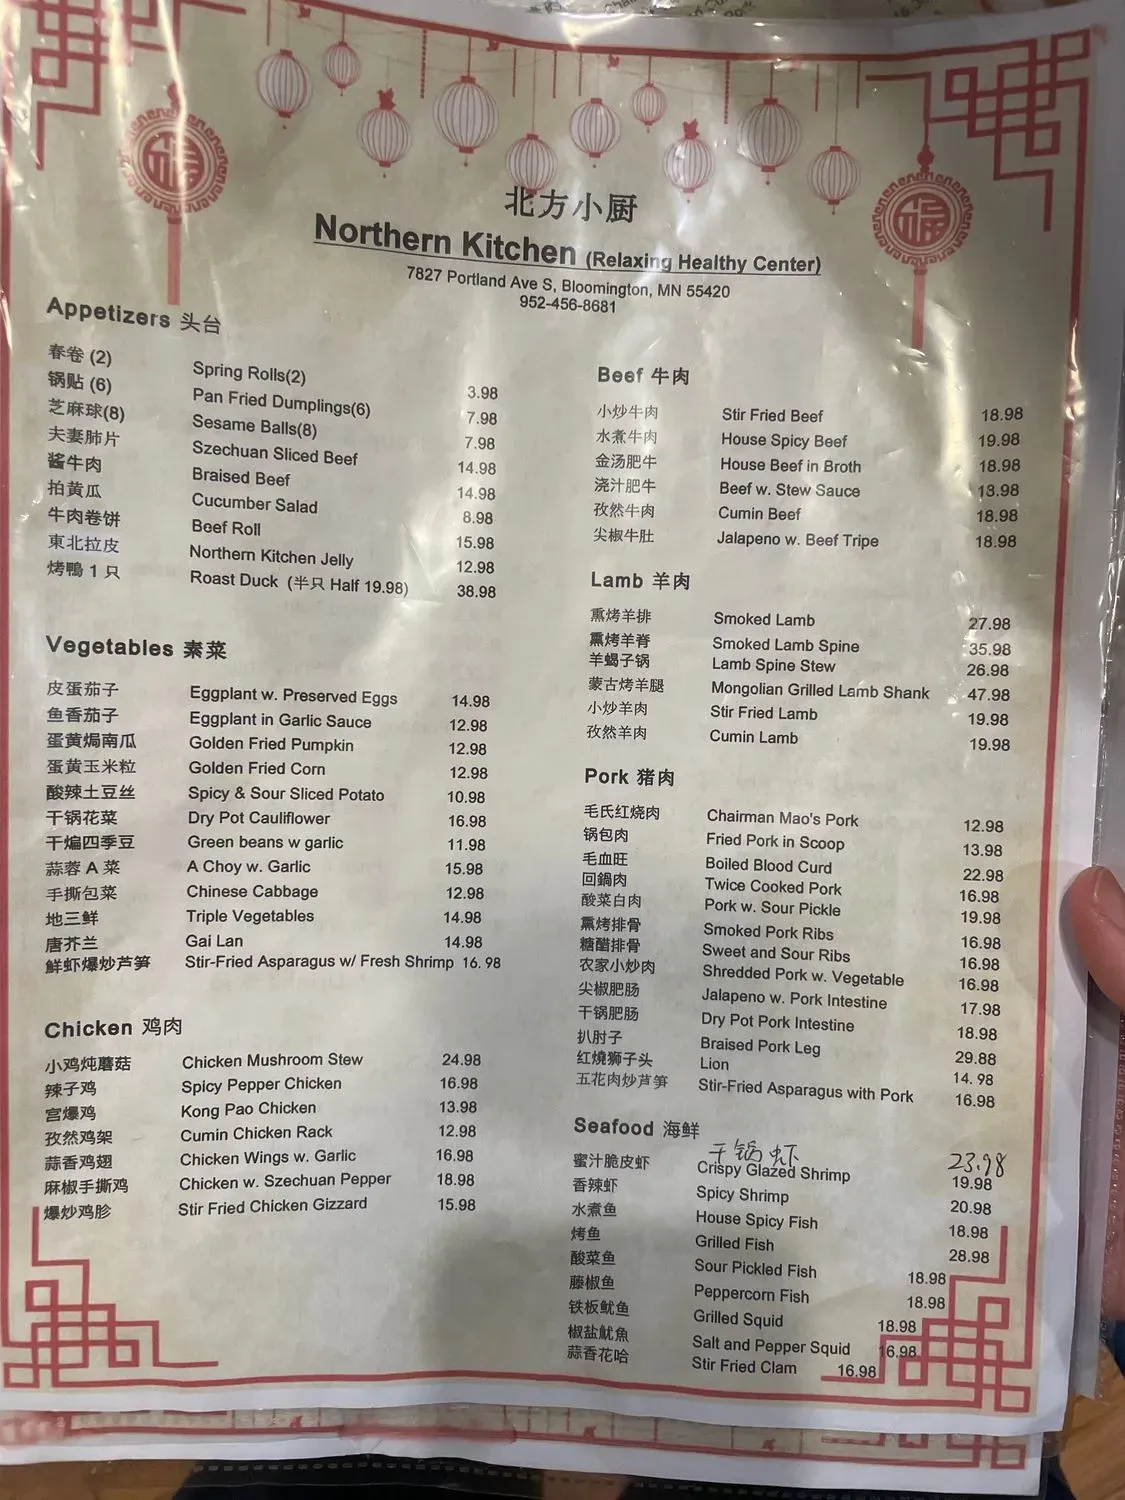 北方小厨
Northern Kitchen (Relaxing Healthy Center)
7827 Portland Ave S, Bloomington, MN 55420
952-456-8681
Appetizers 头台
春卷 (2) Spring Rolls(2) 3.98
锅贴 (6) Pan Fried Dumplings(6) 7.98
芝麻球(8) Sesame Balls(8) 7.98
夫妻肺片 Szechuan Sliced Beef 14.98
酱牛肉 Braised Beef 14.98
拍黄瓜 Cucumber Salad 8.98
牛肉卷饼 Beef Roll 15.98
東北拉皮 Northern Kitchen Jelly 12.98
烤鴨 1 只 Roast Duck (半只 Half 19.98) 38.98
Vegetables 素菜
皮蛋茄子 Eggplant w. Preserved Eggs 14.98
鱼香茄子 Eggplant in Garlic Sauce 12.98
蛋黄焗南瓜 Golden Fried Pumpkin 12.98
蛋黄玉米粒 Golden Fried Corn 12.98
酸辣土豆丝 Spicy & Sour Sliced Potato 10.98
干锅花菜 Dry Pot Cauliflower 16.98
干煸四季豆 Green beans w garlic 11.98
蒜蓉 A 菜 A Choy w. Garlic 15.98
手撕包菜 Chinese Cabbage 12.98
地三鲜 Triple Vegetables 14.98
唐芥兰 Gai Lan 14.98
鲜虾爆炒芦笋 Stir-Fried Asparagus w/ Fresh Shrimp 16.98
Chicken 鸡肉
小鸡炖蘑菇 Chicken Mushroom Stew 24.98
辣子鸡 Spicy Pepper Chicken 16.98
宫爆鸡 Kong Pao Chicken 13.98
孜然鸡架 Cumin Chicken Rack 12.98
蒜香鸡翅 Chicken Wings w. Garlic 16.98
麻椒手撕鸡 Chicken w. Szechuan Pepper 18.98
爆炒鸡胗 Stir Fried Chicken Gizzard 15.98
Beef 牛肉
小炒牛肉 Stir Fried Beef 18.98
水煮牛肉 House Spicy Beef 19.98
金汤肥牛 House Beef in Broth 18.98
浇汁肥牛 Beef w. Stew Sauce 18.98
孜然牛肉 Cumin Beef 18.98
尖椒牛肚 Jalapeno w. Beef Tripe 18.98
Lamb 羊肉
熏烤羊排 Smoked Lamb 27.98
熏烤羊脊 Smoked Lamb Spine 35.98
羊蝎子锅 Lamb Spine Stew 26.98
蒙古烤羊腿 Mongolian Grilled Lamb Shank 47.98
小炒羊肉 Stir Fried Lamb 19.98
孜然羊肉 Cumin Lamb 19.98
Pork 猪肉
毛氏红烧肉 Chairman Mao's Pork 12.98
锅包肉 Fried Pork in Scoop 13.98
毛血旺 Boiled Blood Curd 22.98
回鍋肉 Twice Cooked Pork 16.98
酸菜白肉 Pork w. Sour Pickle 19.98
熏烤排骨 Smoked Pork Ribs 16.98
糖醋排骨 Sweet and Sour Ribs 16.98
农家小炒肉 Shredded Pork w. Vegetable 16.98
尖椒肥肠 Jalapeno w. Pork Intestine 17.98
干锅肥肠 Dry Pot Pork Intestine 18.98
扒肘子 Braised Pork Leg 29.88
红燒狮子头 Lion 14.98
五花肉炒芦笋 Stir-Fried Asparagus with Pork 16.98
Seafood 海鲜
干锅虾 23.98
蜜汁脆皮虾 Crispy Glazed Shrimp 19.98
香辣虾 Spicy Shrimp 20.98
水煮鱼 House Spicy Fish 18.98
烤鱼 Grilled Fish 28.98
酸菜鱼 Sour Pickled Fish 18.98
藤椒鱼 Peppercorn Fish 18.98
铁板鱿鱼 Grilled Squid 18.98
椒盐鱿魚 Salt and Pepper Squid 16.98
蒜香花哈 Stir Fried Clam 16.98